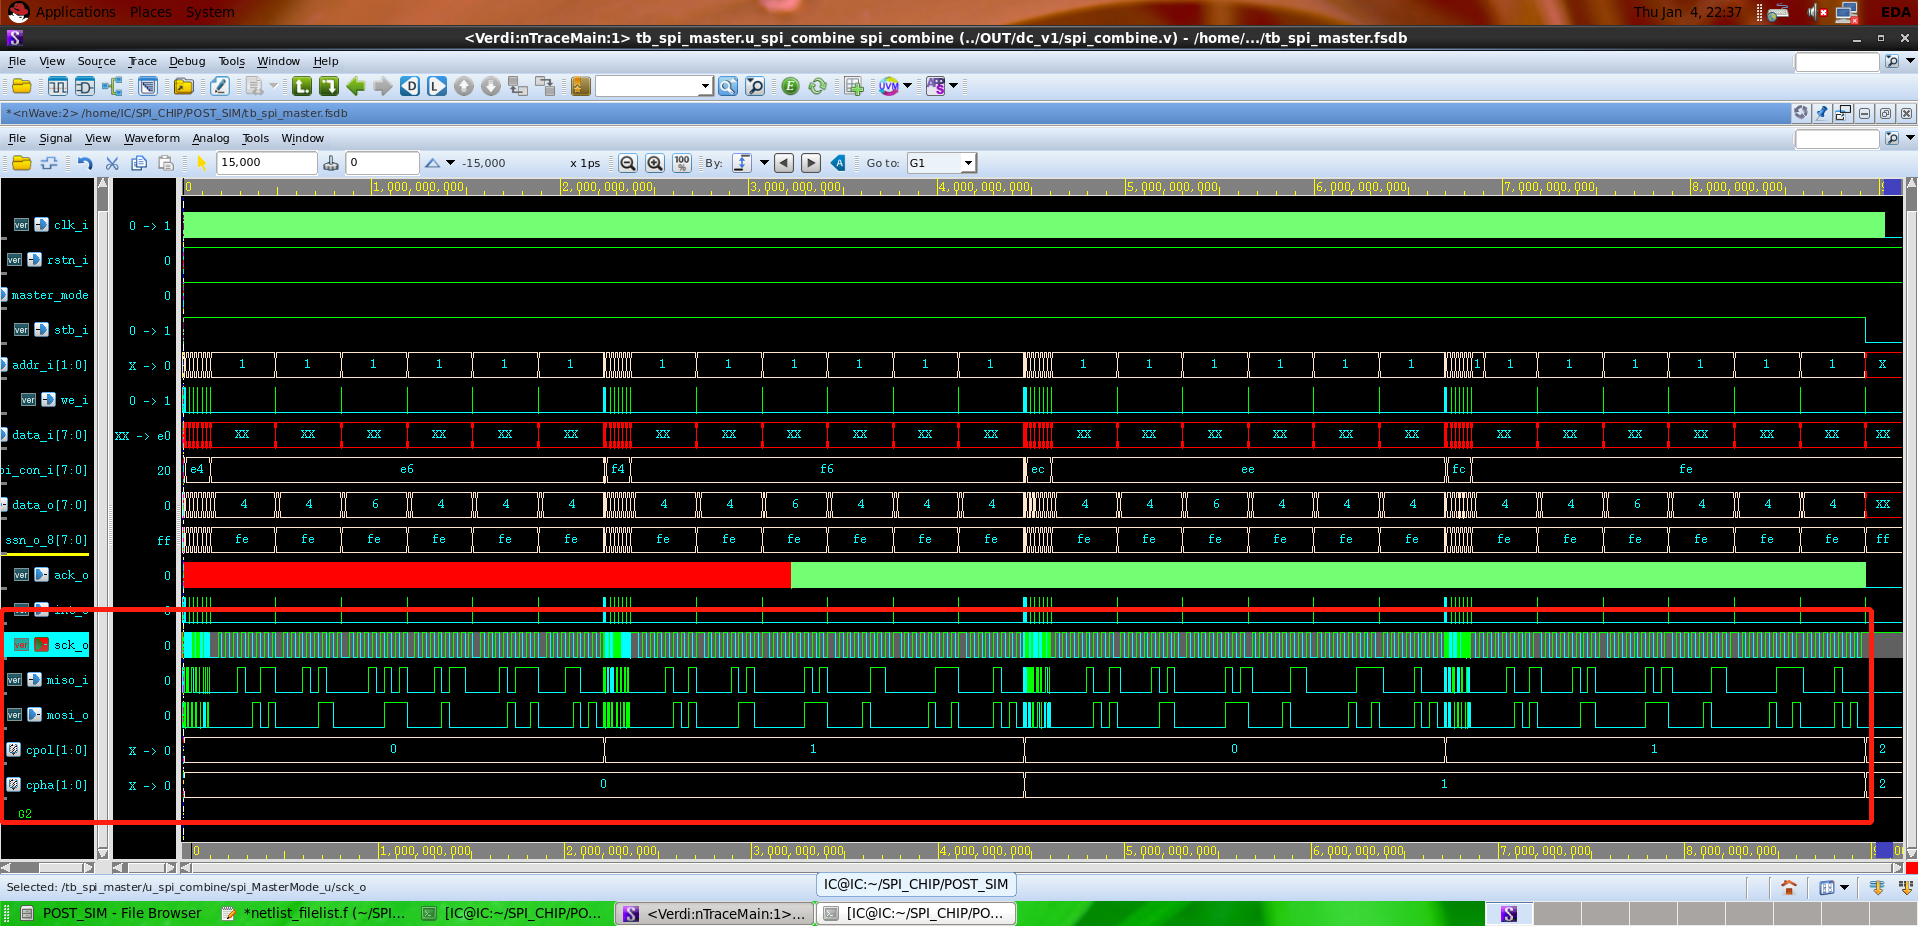 Applications Places System Thu Jan 4, 22:37 EDA
<Verdi:nTraceMain:1> tb_spi_master.u_spi_combine spi_combine (../OUT/dc_v1/spi_combine.v) - /home/.../tb_spi_master.fsdb
File View Source Trace Debug Tools Window Help
*<nWave:2> /home/IC/SPI_CHIP/POST_SIM/tb_spi_master.fsdb
File Signal View Waveform Analog Tools Window
15,000 0 -15,000 x 1ps 100% By: Go to: G1
0 1,000,000,000 2,000,000,000 3,000,000,000 4,000,000,000 5,000,000,000 6,000,000,000 7,000,000,000 8,000,000,000
ver clk_i 0 -> 1
ver rstn_i 0
master_mode 0
ver stb_i 0 -> 1
addr_i[1:0] X -> 0 1 1 1 1 1 1 1 1 1 1 1 1 1 1 1 1 1 1 1 1 1 1 1 1 1 X
ver we_i 0 -> 1
data_i[7:0] XX -> e0 XX XX XX XX XX XX XX XX XX XX XX XX XX XX XX XX XX XX XX XX XX XX XX XX XX
pi_con_i[7:0] 20 e4 e6 f4 f6 ec ee fc fe
data_o[7:0] 0 4 4 6 4 4 4 4 4 6 4 4 4 4 4 6 4 4 4 4 4 6 4 4 4 XX
ssn_o_8[7:0] ff fe fe fe fe fe fe fe fe fe fe fe fe fe fe fe fe fe fe fe fe fe fe fe fe ff
ver ack_o 0
ver sck_o 0
ver miso_i 0
ver mosi_o 0
cpol[1:0] X -> 0 0 1 0 1 2
cpha[1:0] X -> 0 0 1 2
G2
0 1,000,000,000 2,000,000,000 3,000,000,000 4,000,000,000 5,000,000,000 6,000,000,000 7,000,000,000 8,000,000,000
Selected: /tb_spi_master/u_spi_combine/spi_MasterMode_u/sck_o
IC@IC:~/SPI_CHIP/POST_SIM
POST_SIM - File Browser *netlist_filelist.f (~/SPI... [IC@IC:~/SPI_CHIP/PO... <Verdi:nTraceMain:1>... [IC@IC:~/SPI_CHIP/PO...